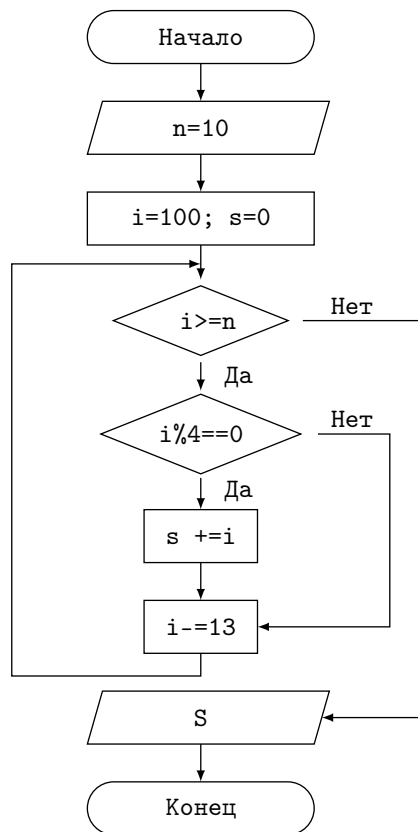 Начало
n=10
i=100; s=0
i>=n
Нет
Да
i%4==0
Нет
Да
s +=i
i-=13
S
Конец